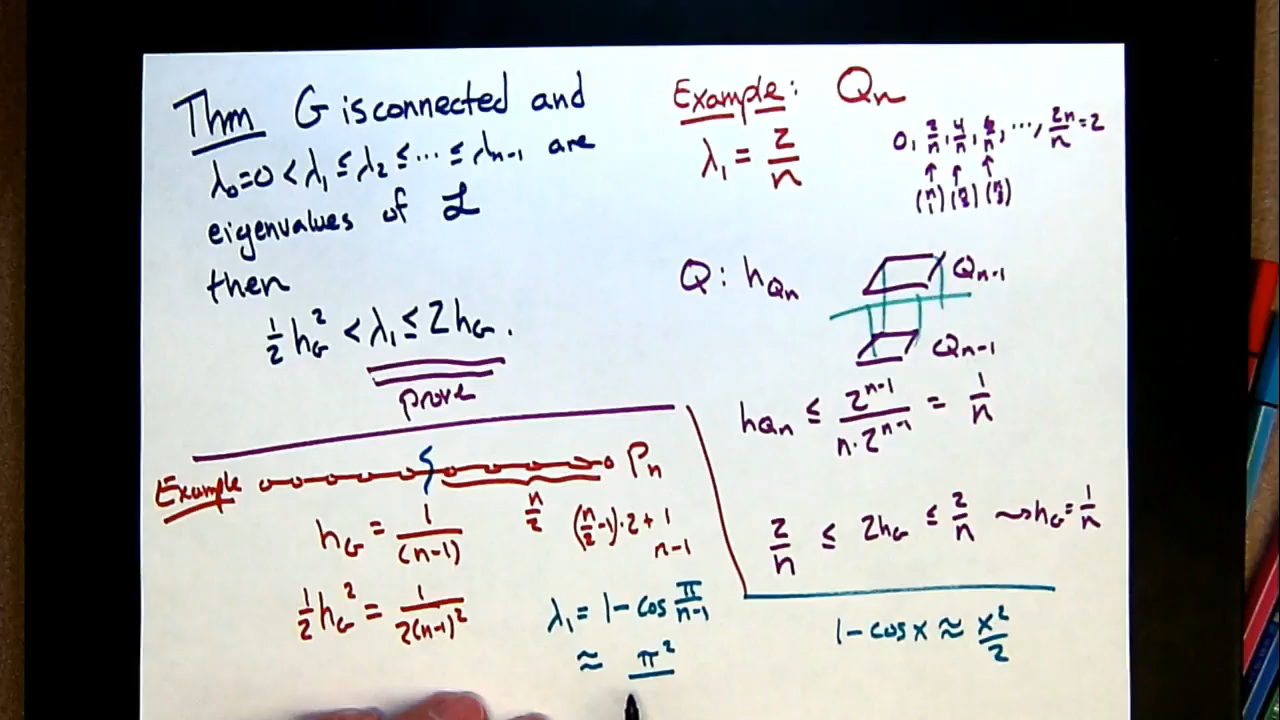 Thm G is connected and
λ₀=0 < λ₁ ≤ λ₂ ≤ ⋯ ≤ λₙ₋₁ are
eigenvalues of ℒ
then
½ h_G² < λ₁ ≤ 2h_G.
prove
Example Pₙ
n/2 (n/2 -1)·2 + 1
n-1
h_G = 1/(n-1)
½ h_G² = 1/(2(n-1)²)
λ₁ = 1 - cos π/(n-1)
≈ π²
Example: Qₙ
λ₁ = 2/n
0, 2/n, 4/n, 6/n, ⋯, 2n/n = 2
↑ ↑ ↑
(n 1) (n 2) (n 3)
Q: h_Qₙ
Qₙ₋₁
Qₙ₋₁
h_Qₙ ≤ 2ⁿ⁻¹/(n·2ⁿ⁻¹) = 1/n
2/n ≤ 2h_G ≤ 2/n ⇝ h_G = 1/n
1 - cos x ≈ x²/2